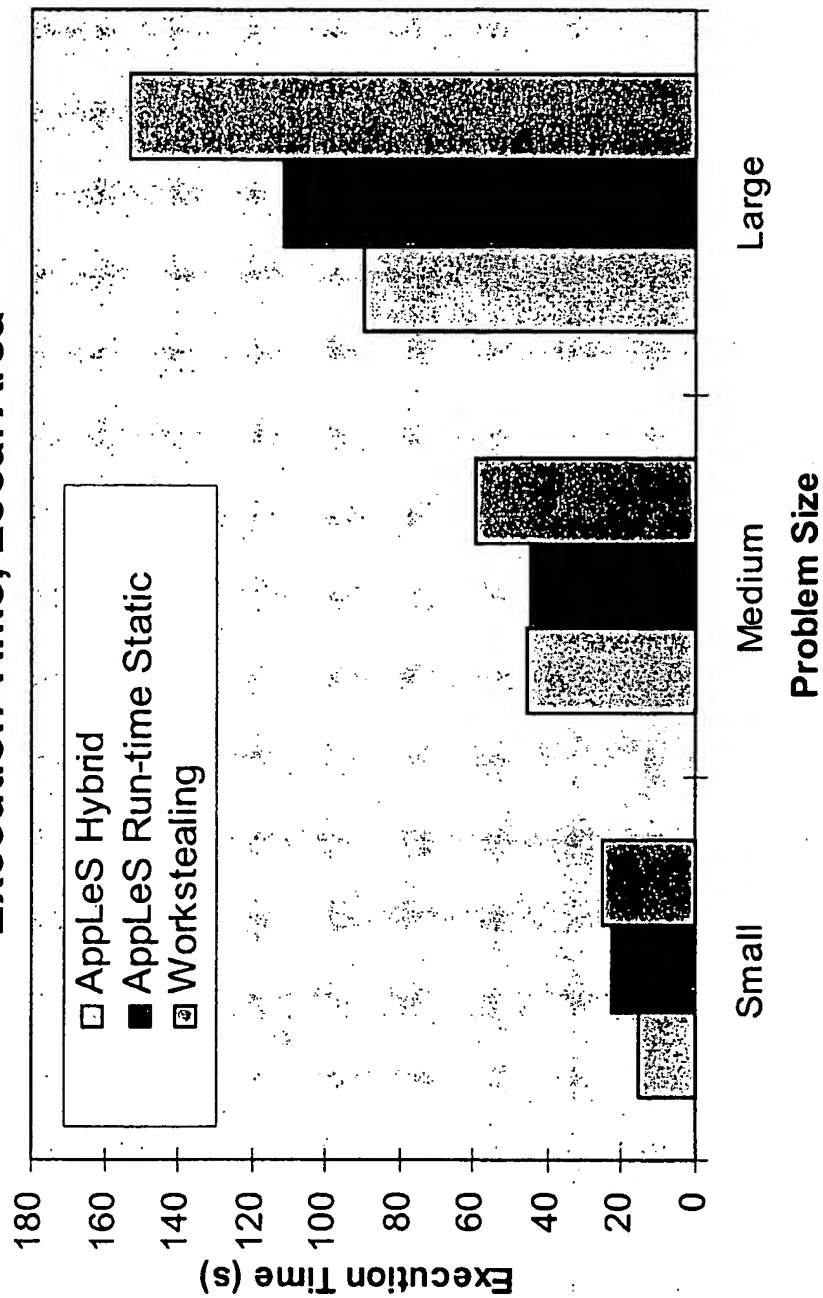 Execution Time, Local Area
AppLeS Hybrid
AppLeS Run-time Static
Workstealing
Execution Time (s)
180
160
140
120
100
80
60
40
20
0
Small
Medium
Large
Problem Size